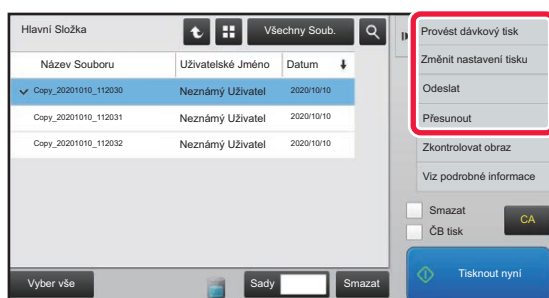 Hlavní Složka
Všechny Soub.
Název Souboru Uživatelské Jméno Datum
Copy_20201010_112030 Neznámý Uživatel 2020/10/10
Copy_20201010_112031 Neznámý Uživatel 2020/10/10
Copy_20201010_112032 Neznámý Uživatel 2020/10/10
Vyber vše
Sady
Smazat
Provést dávkový tisk
Změnit nastavení tisku
Odeslat
Přesunout
Zkontrolovat obraz
Viz podrobné informace
Smazat
ČB tisk
CA
Tisknout nyní